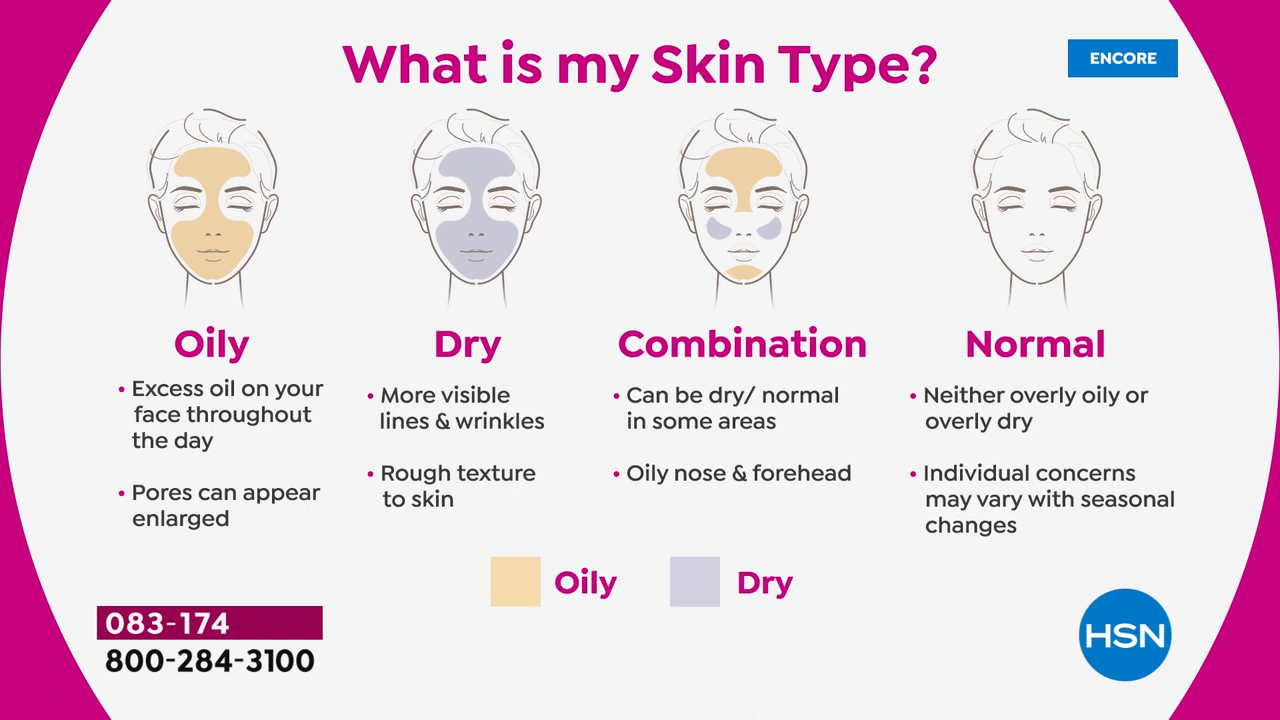 What is my Skin Type?
ENCORE
Oily
• Excess oil on your
face throughout
the day
• Pores can appear
enlarged
Dry
• More visible
lines & wrinkles
• Rough texture
to skin
Combination
• Can be dry/ normal
in some areas
• Oily nose & forehead
Normal
• Neither overly oily or
overly dry
• Individual concerns
may vary with seasonal
changes
Oily
Dry
083-174
800-284-3100
HSN